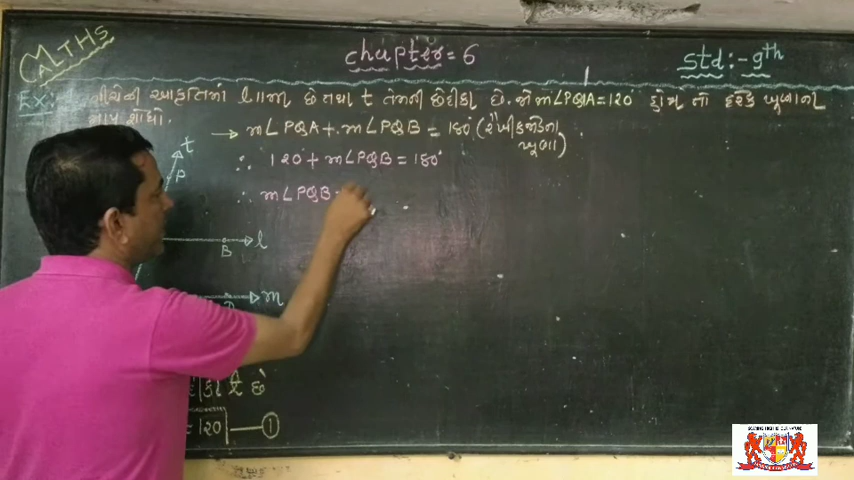 MATHS
chapter = 6
Std :- 9th
Ex:- નીચેની આકૃતિમાં l ॥ m છે તથા t તેમની છેદિકા છે. જો m∠PQA = 120° હોય તો દરેક ખૂણાના
માપ શોધો.
→ m∠PQA + m∠PQB = 180° (રૈખીક જોડના
ખૂણા)
∴ 120° + m∠PQB = 180°
∴ m∠PQB =
t
P
l
B
m
છે
120
①